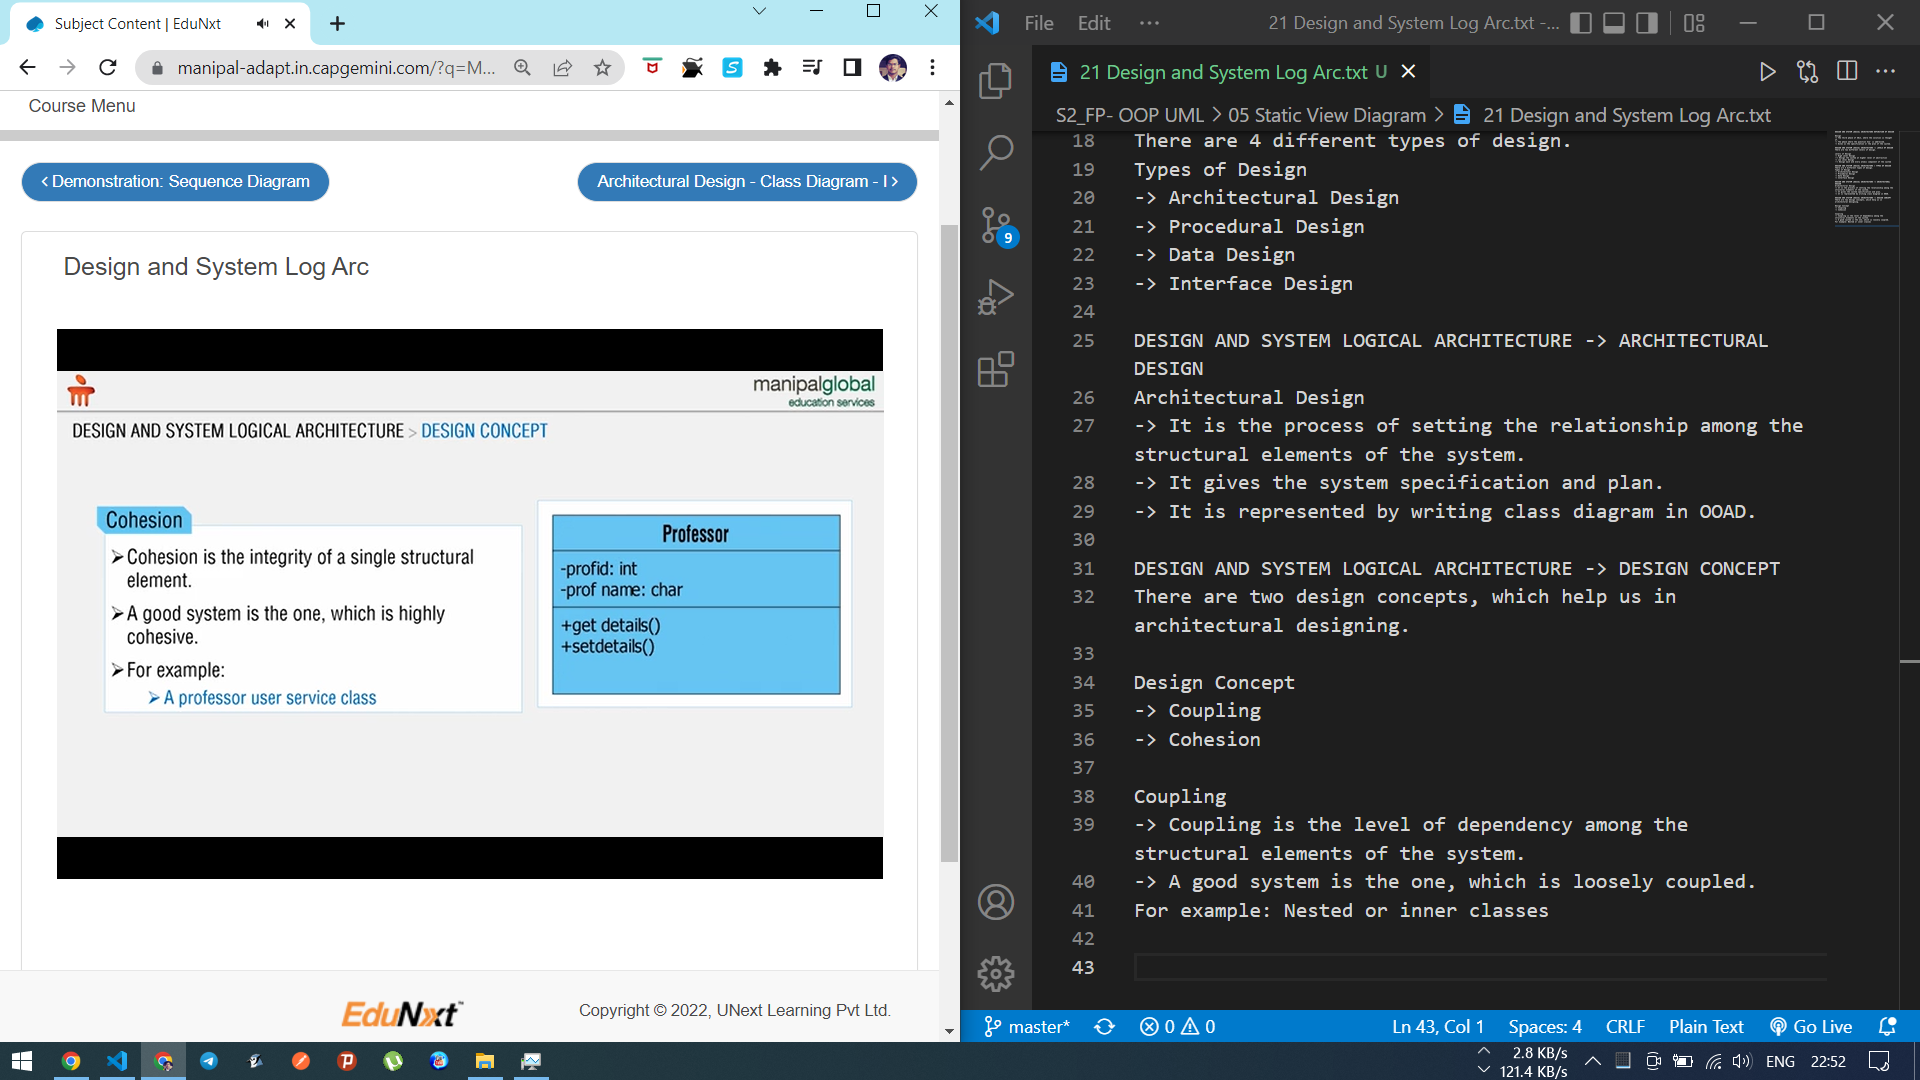 Subject Content | EduNxt
manipal-adapt.in.capgemini.com/?q=M...
Course Menu
‹ Demonstration: Sequence Diagram
Architectural Design - Class Diagram - I ›
Design and System Log Arc
manipalglobal
education services
DESIGN AND SYSTEM LOGICAL ARCHITECTURE > DESIGN CONCEPT
Cohesion
➢ Cohesion is the integrity of a single structural
element.
➢ A good system is the one, which is highly
cohesive.
➢ For example:
➢ A professor user service class
Professor
-profid: int
-prof name: char
+get details()
+setdetails()
EduNxt™
Copyright © 2022, UNext Learning Pvt Ltd.
File Edit ···
21 Design and System Log Arc.txt -...
21 Design and System Log Arc.txt U
S2_FP- OOP UML > 05 Static View Diagram > 21 Design and System Log Arc.txt
18 There are 4 different types of design.
19 Types of Design
20 -> Architectural Design
21 -> Procedural Design
22 -> Data Design
23 -> Interface Design
24
25 DESIGN AND SYSTEM LOGICAL ARCHITECTURE -> ARCHITECTURAL
DESIGN
26 Architectural Design
27 -> It is the process of setting the relationship among the
structural elements of the system.
28 -> It gives the system specification and plan.
29 -> It is represented by writing class diagram in OOAD.
30
31 DESIGN AND SYSTEM LOGICAL ARCHITECTURE -> DESIGN CONCEPT
32 There are two design concepts, which help us in
architectural designing.
33
34 Design Concept
35 -> Coupling
36 -> Cohesion
37
38 Coupling
39 -> Coupling is the level of dependency among the
structural elements of the system.
40 -> A good system is the one, which is loosely coupled.
41 For example: Nested or inner classes
42
43
9
master* 0 0
Ln 43, Col 1 Spaces: 4 CRLF Plain Text Go Live
2.8 KB/s
121.4 KB/s
ENG 22:52